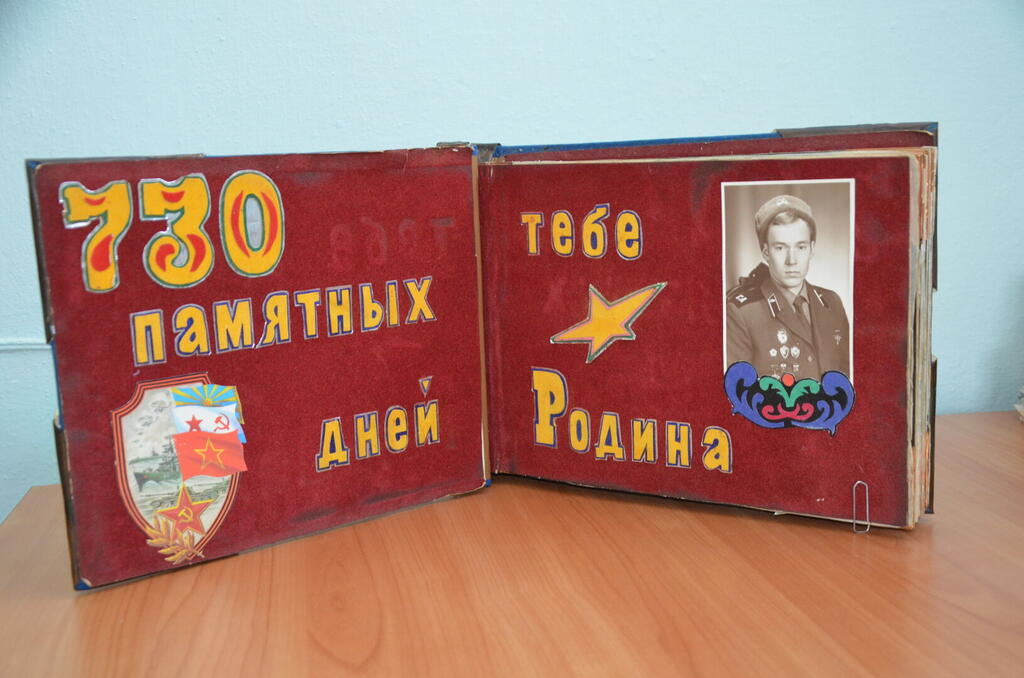 730
памятных
дней
тебе
Родина